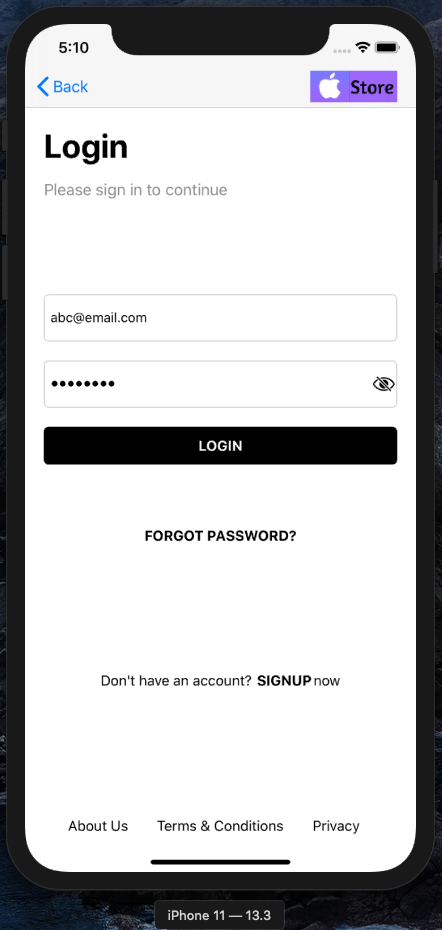 5:10
Back
Store
Login
Please sign in to continue
abc@email.com
••••••••
LOGIN
FORGOT PASSWORD?
Don't have an account? SIGNUP now
About Us Terms & Conditions Privacy
iPhone 11 — 13.3